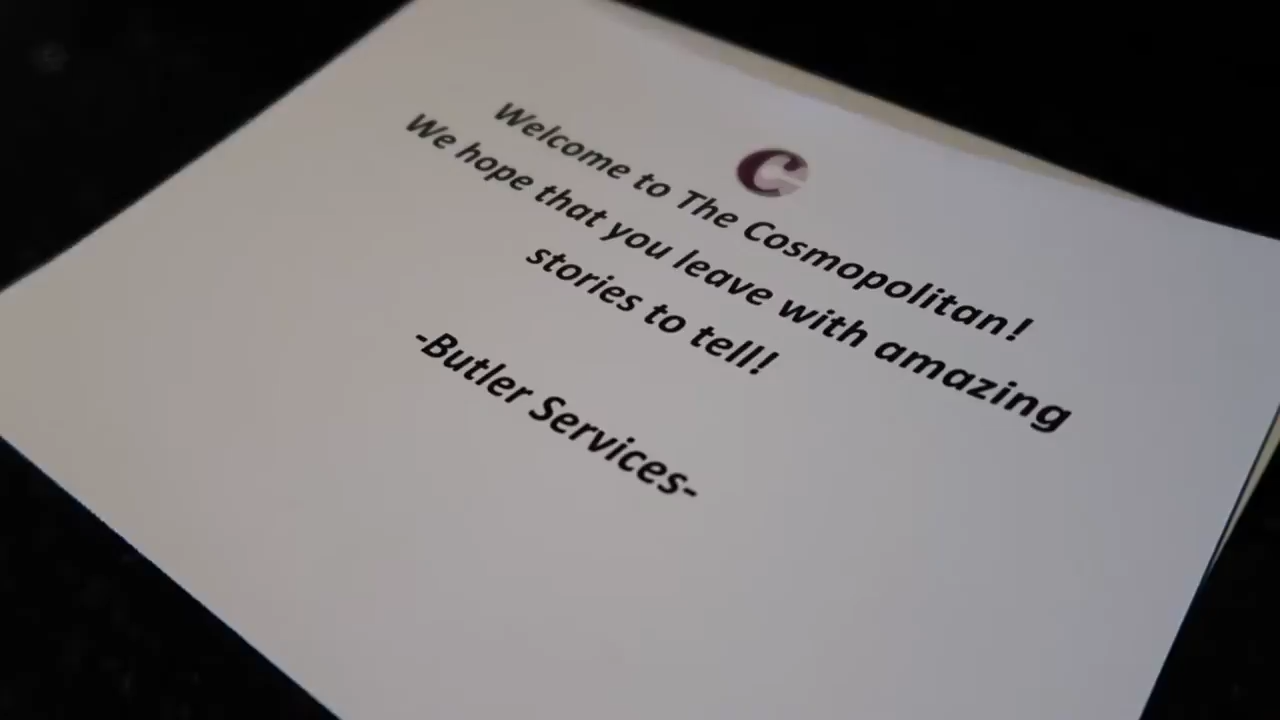 C
Welcome to The Cosmopolitan!
We hope that you leave with amazing
stories to tell!
-Butler Services-